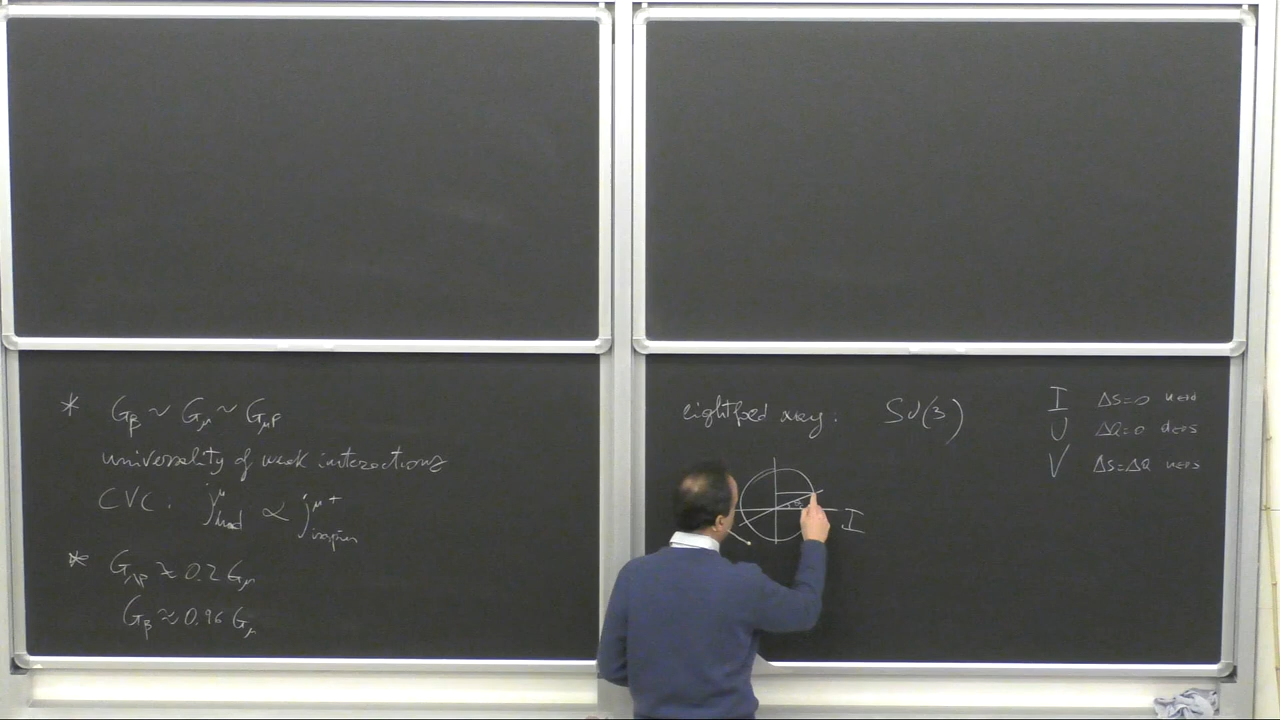 * G_β ~ G_μ ~ G_μP
universality of weak interactions
CVC. j^μ_had ∝ j^μ+_isospin
* G_ΛP ≈ 0.2 G_μ
G_β ≈ 0.96 G_μ
eightfold way. SU(3)
θ
I
I ΔS=0 u↔d
U ΔQ=0 d↔s
V ΔS=ΔQ u↔s